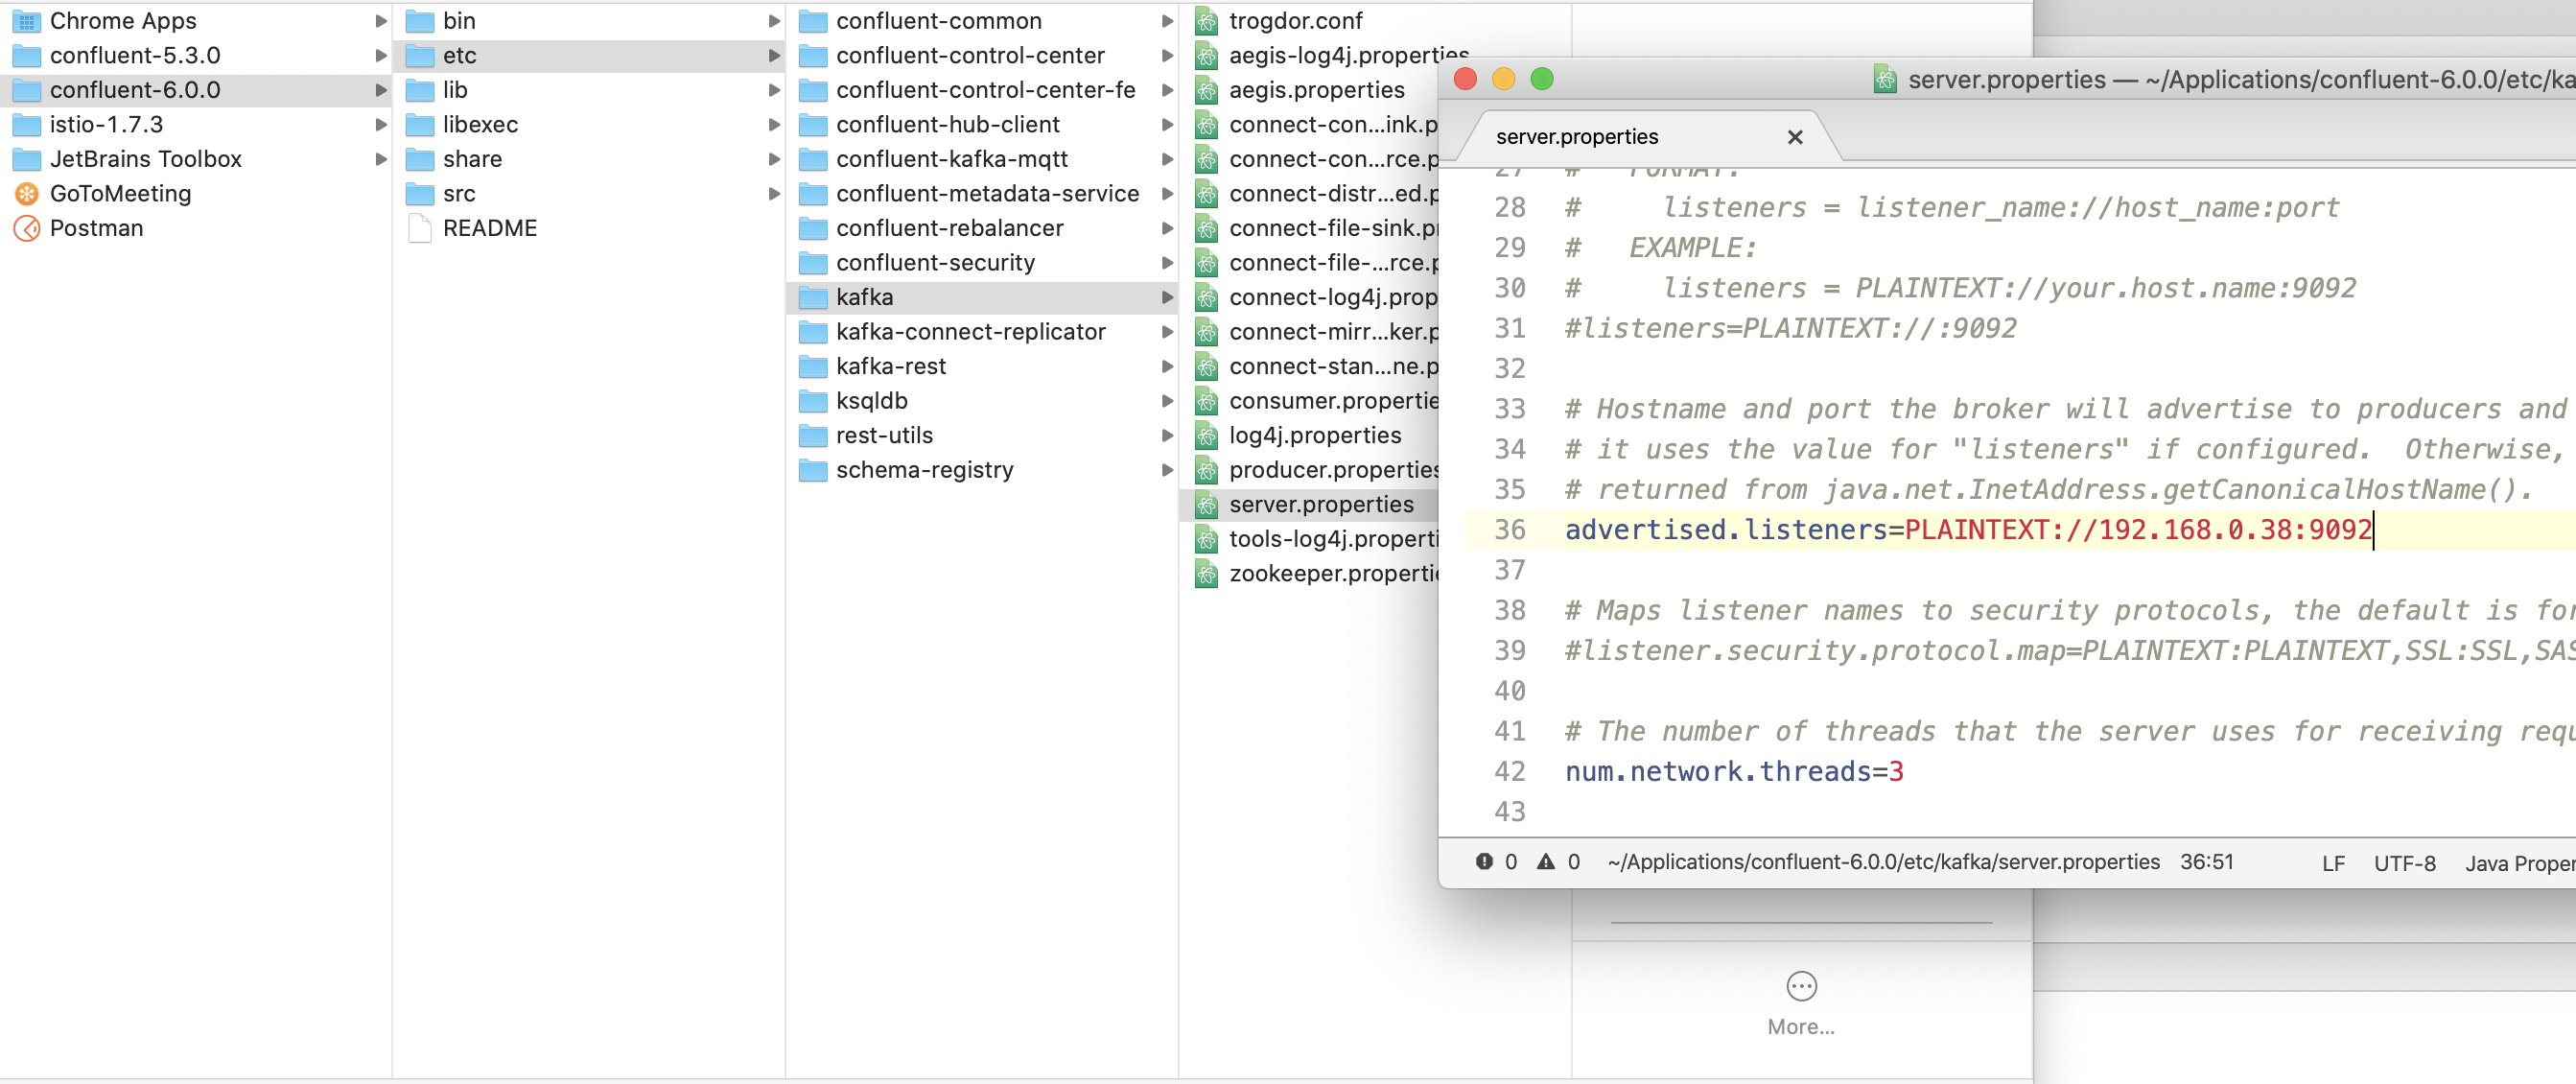 Chrome Apps
confluent-5.3.0
confluent-6.0.0
istio-1.7.3
JetBrains Toolbox
GoToMeeting
Postman
bin
etc
lib
libexec
share
src
README
confluent-common
confluent-control-center
confluent-control-center-fe
confluent-hub-client
confluent-kafka-mqtt
confluent-metadata-service
confluent-rebalancer
confluent-security
kafka
kafka-connect-replicator
kafka-rest
ksqldb
rest-utils
schema-registry
trogdor.conf
aegis-log4j.properties
aegis.properties
connect-con...ink.p
connect-con...rce.p
connect-distr...ed.p
connect-file-sink.p
connect-file-...rce.p
connect-log4j.prop
connect-mirr...ker.p
connect-stan...ne.p
consumer.propertie
log4j.properties
producer.properties
server.properties
tools-log4j.properti
zookeeper.properti
server.properties — ~/Applications/confluent-6.0.0/etc/ka
server.properties
27 # FORMAT:
28 # listeners = listener_name://host_name:port
29 # EXAMPLE:
30 # listeners = PLAINTEXT://your.host.name:9092
31 #listeners=PLAINTEXT://:9092
32
33 # Hostname and port the broker will advertise to producers and
34 # it uses the value for "listeners" if configured. Otherwise,
35 # returned from java.net.InetAddress.getCanonicalHostName().
36 advertised.listeners=PLAINTEXT://192.168.0.38:9092
37
38 # Maps listener names to security protocols, the default is for
39 #listener.security.protocol.map=PLAINTEXT:PLAINTEXT,SSL:SSL,SAS
40
41 # The number of threads that the server uses for receiving requ
42 num.network.threads=3
43
0 0 ~/Applications/confluent-6.0.0/etc/kafka/server.properties 36:51 LF UTF-8 Java Proper
More...